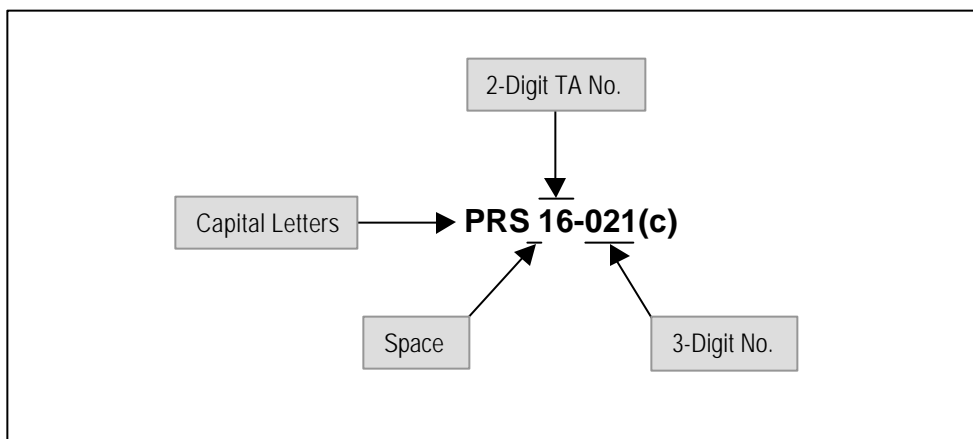 2-Digit TA No.
Capital Letters
PRS 16-021(c)
Space
3-Digit No.